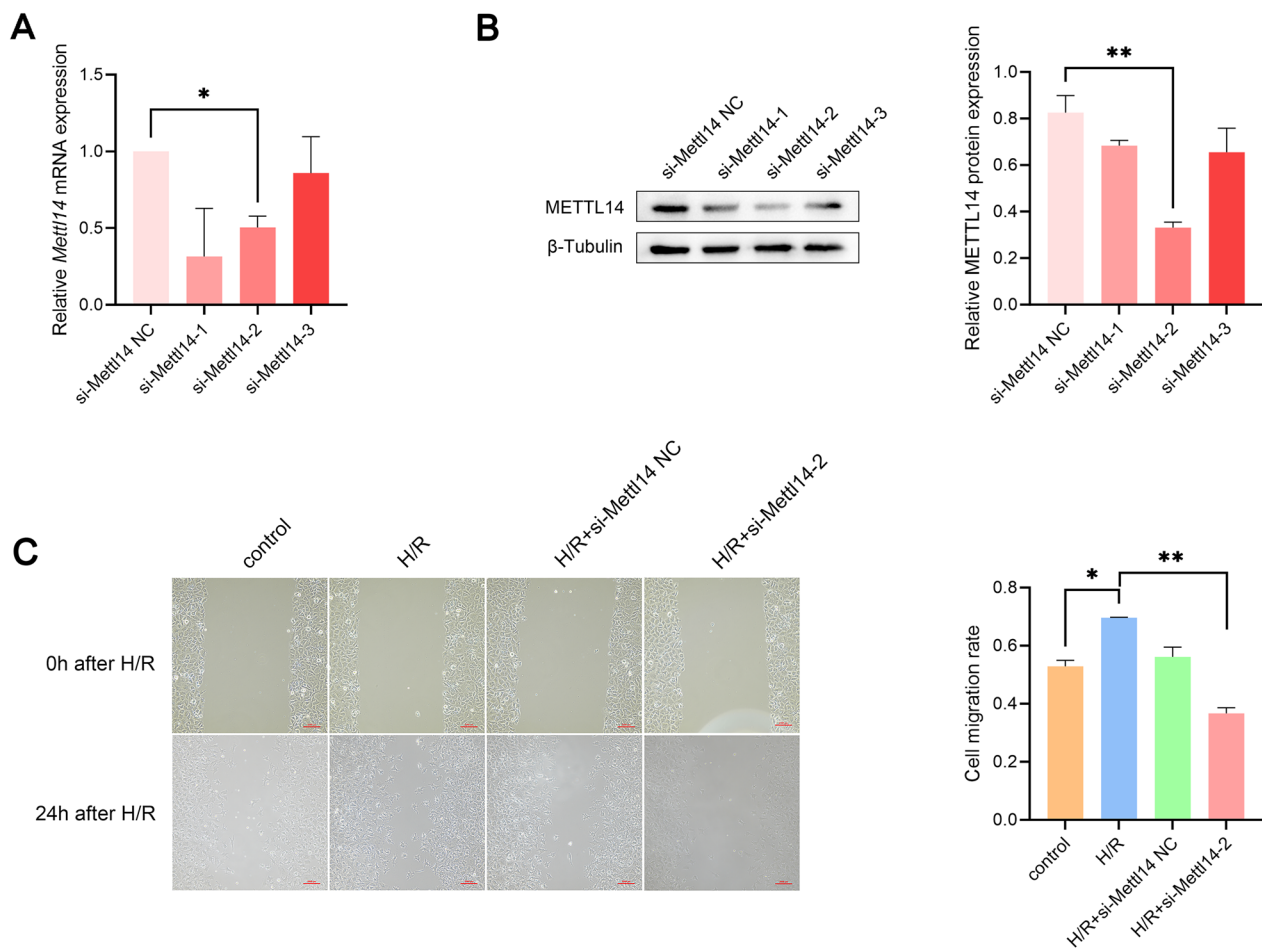 A
Relative Mettl14 mRNA expression
1.5
1.0
0.5
0.0
*
si-Mettl14 NC
si-Mettl14-1
si-Mettl14-2
si-Mettl14-3
B
si-Mettl14 NC
si-Mettl14-1
si-Mettl14-2
si-Mettl14-3
METTL14
β-Tubulin
Relative METTL14 protein expression
1.0
0.8
0.6
0.4
0.2
0.0
**
si-Mettl14 NC
si-Mettl14-1
si-Mettl14-2
si-Mettl14-3
C
control
H/R
H/R+si-Mettl14 NC
H/R+si-Mettl14-2
0h after H/R
24h after H/R
Cell migration rate
0.8
0.6
0.4
0.2
0.0
*
**
control
H/R
H/R+si-Mettl14 NC
H/R+si-Mettl14-2